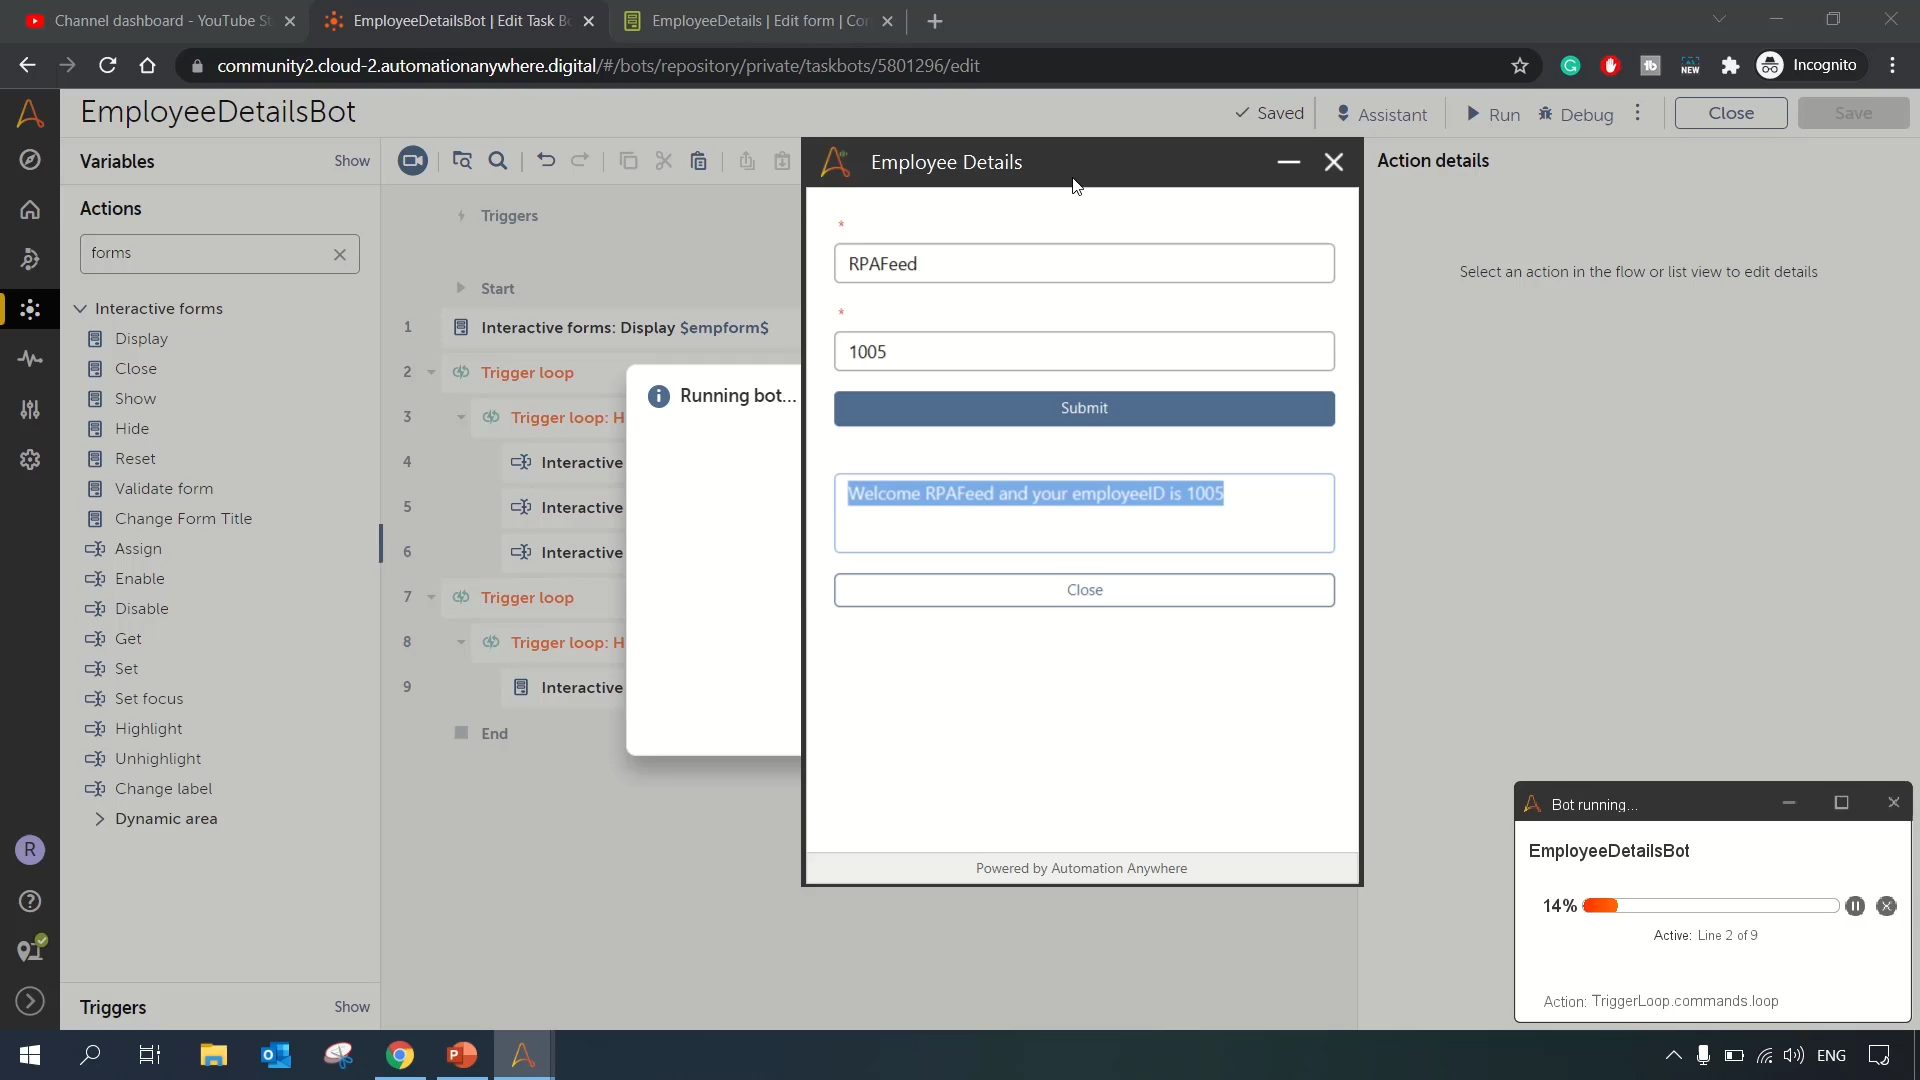 Channel dashboard - YouTube St
EmployeeDetailsBot | Edit Task Bo
EmployeeDetails | Edit form | Con
community2.cloud-2.automationanywhere.digital/#/bots/repository/private/taskbots/5801296/edit
NEW
Incognito
EmployeeDetailsBot
Saved
Assistant
Run
Debug
Close
Save
Variables
Show
Employee Details
Action details
Actions
forms
Triggers
Start
Select an action in the flow or list view to edit details
Interactive forms
Display
Close
Show
Hide
Reset
Validate form
Change Form Title
Assign
Enable
Disable
Get
Set
Set focus
Highlight
Unhighlight
Change label
Dynamic area
1 Interactive forms: Display $empform$
2 Trigger loop
3 Trigger loop: H
4 Interactive
5 Interactive
6 Interactive
7 Trigger loop
8 Trigger loop: H
9 Interactive
End
Running bot...
*
RPAFeed
*
1005
Submit
Welcome RPAFeed and your employeeID is 1005
Close
Powered by Automation Anywhere
Bot running...
EmployeeDetailsBot
14%
Active: Line 2 of 9
Action: TriggerLoop.commands.loop
R
Triggers
Show
ENG